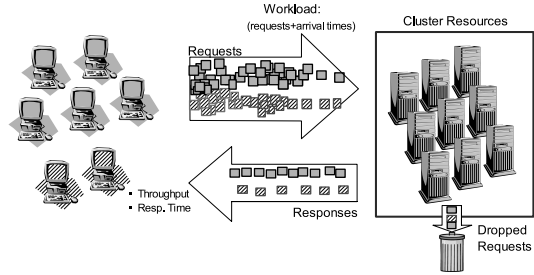 Workload:
(requests+arrival times)
Requests
Cluster Resources
▪ Throughput
▪ Resp. Time
Responses
Dropped
Requests